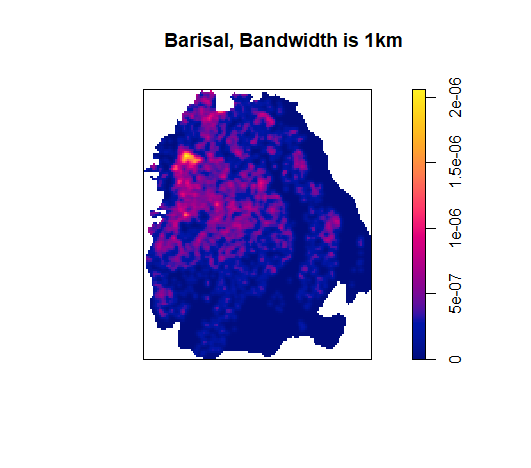 Barisal, Bandwidth is 1km
2e-06
1.5e-06
1e-06
5e-07
0